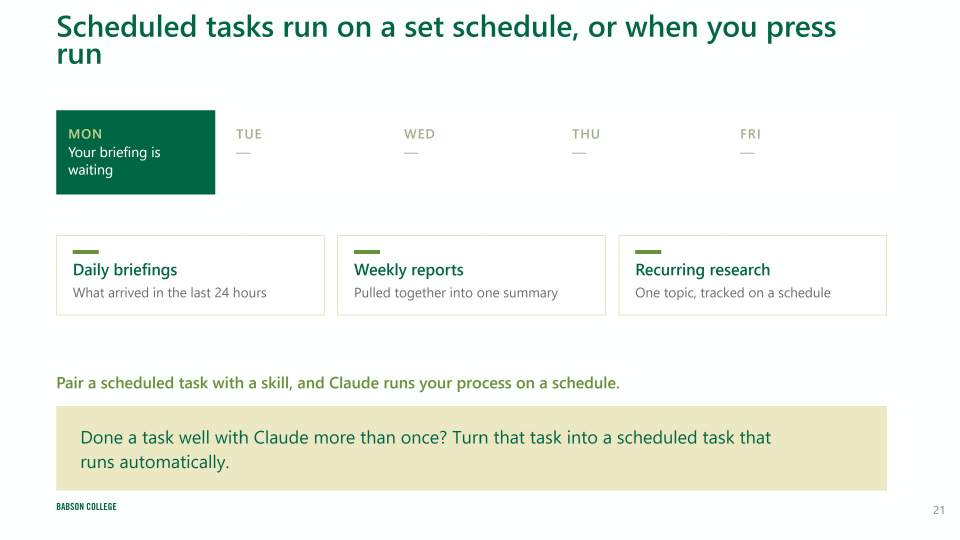 Scheduled tasks run on a set schedule, or when you press
run
MON
Your briefing is
waiting
TUE
—
WED
—
THU
—
FRI
—
Daily briefings
What arrived in the last 24 hours
Weekly reports
Pulled together into one summary
Recurring research
One topic, tracked on a schedule
Pair a scheduled task with a skill, and Claude runs your process on a schedule.
Done a task well with Claude more than once? Turn that task into a scheduled task that
runs automatically.
BABSON COLLEGE
21